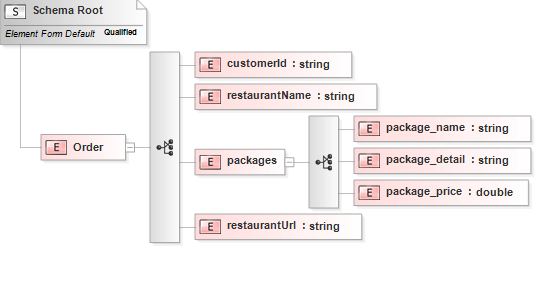 S Schema Root
Element Form Default Qualified
E customerId : string
E restaurantName : string
E Order
E packages
E package_name : string
E package_detail : string
E package_price : double
E restaurantUrl : string